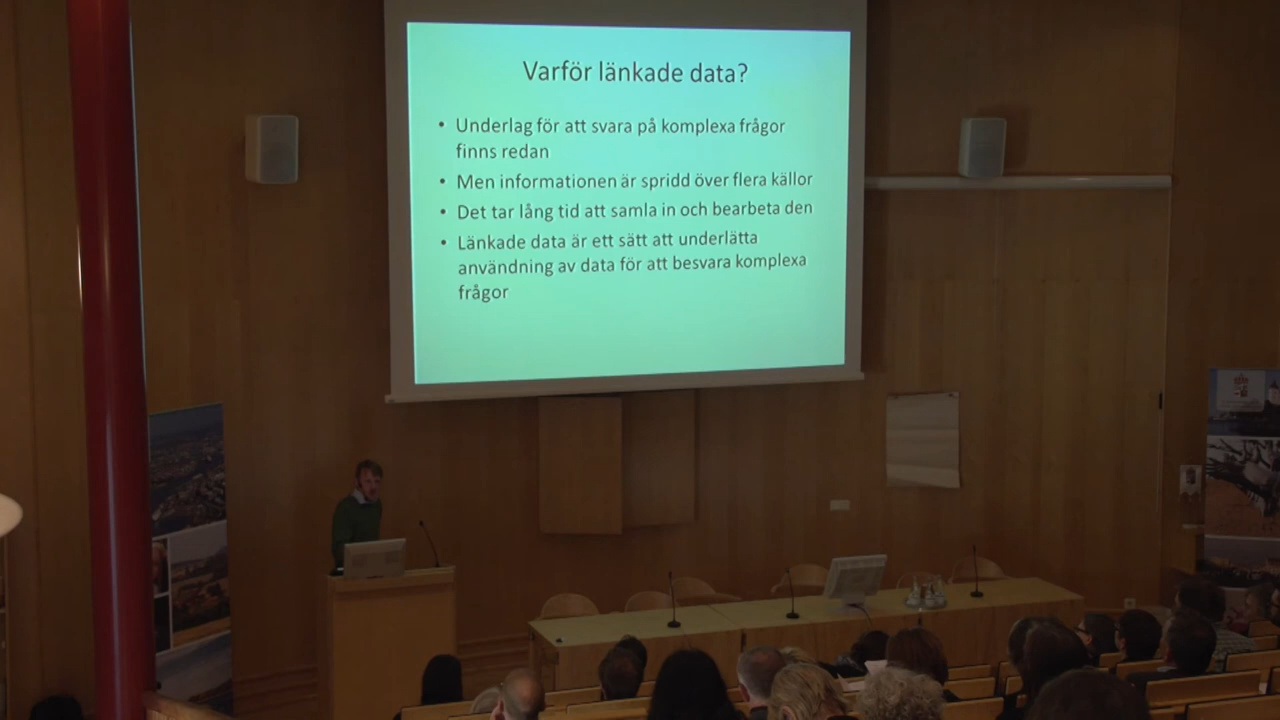 Varför länkade data?
• Underlag för att svara på komplexa frågor
finns redan
• Men informationen är spridd över flera källor
• Det tar lång tid att samla in och bearbeta den
• Länkade data är ett sätt att underlätta
användning av data för att besvara komplexa
frågor